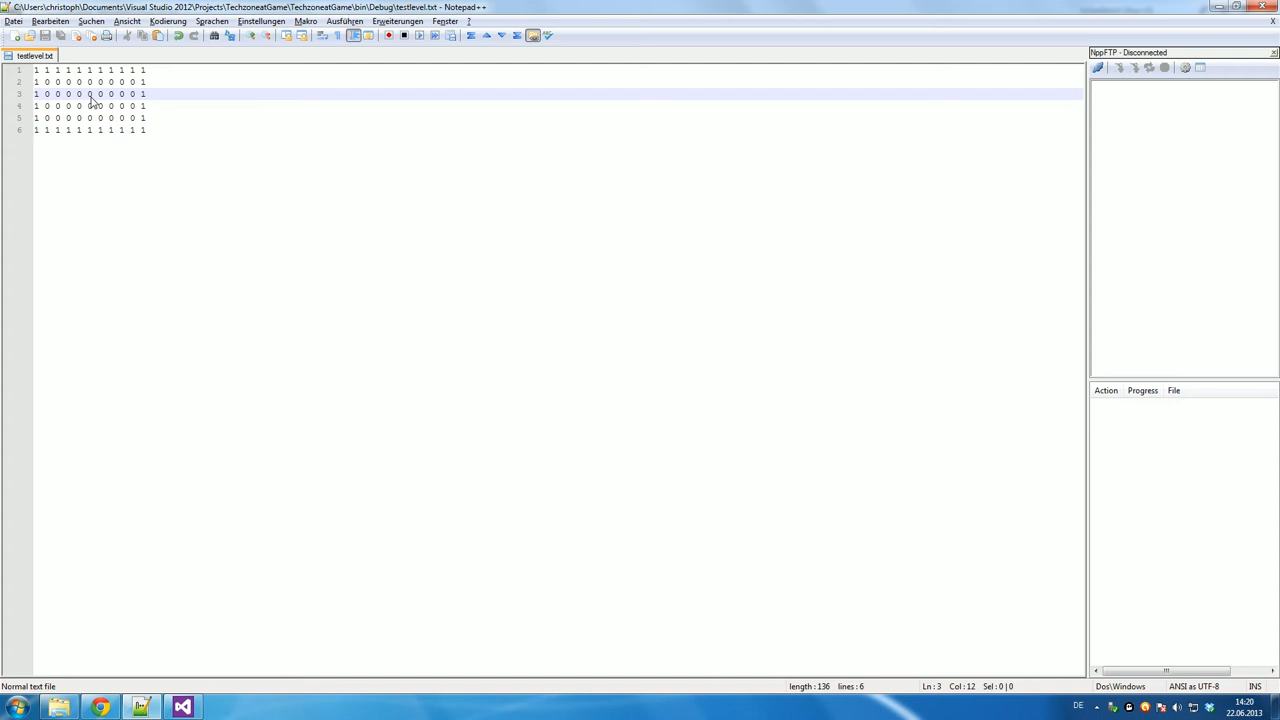 C:\Users\christoph\Documents\Visual Studio 2012\Projects\TechzoneatGame\TechzoneatGame\bin\Debug\testlevel.txt - Notepad++
Datei Bearbeiten Suchen Ansicht Kodierung Sprachen Einstellungen Makro Ausführen Erweiterungen Fenster ? X
testlevel.txt
NppFTP - Disconnected
1 1 1 1 1 1 1 1 1 1 1 1
2 1 0 0 0 0 0 0 0 0 0 1
3 1 0 0 0 0 0 0 0 0 0 1
4 1 0 0 0 0 0 0 0 0 0 1
5 1 0 0 0 0 0 0 0 0 0 1
6 1 1 1 1 1 1 1 1 1 1 1
Action Progress File
Normal text file length : 136 lines : 6 Ln : 3 Col : 12 Sel : 0 | 0 Dos\Windows ANSI as UTF-8 INS
DE
14:20
22.06.2013